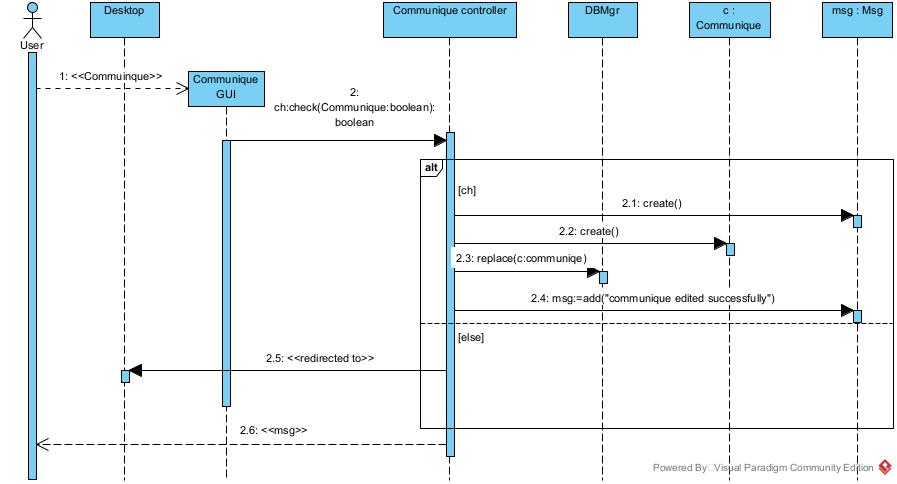 Desktop
Communique controller
DBMgr
c :
Communique
msg : Msg
User
1: <<Commuinque>>
Communique
GUI
2:
ch:check(Communique:boolean):
boolean
alt
[ch]
2.1: create()
2.2: create()
2.3: replace(c:communiqe)
2.4: msg:=add("communique edited successfully")
[else]
2.5: <<redirected to>>
2.6: <<msg>>
Powered By Visual Paradigm Community Edition